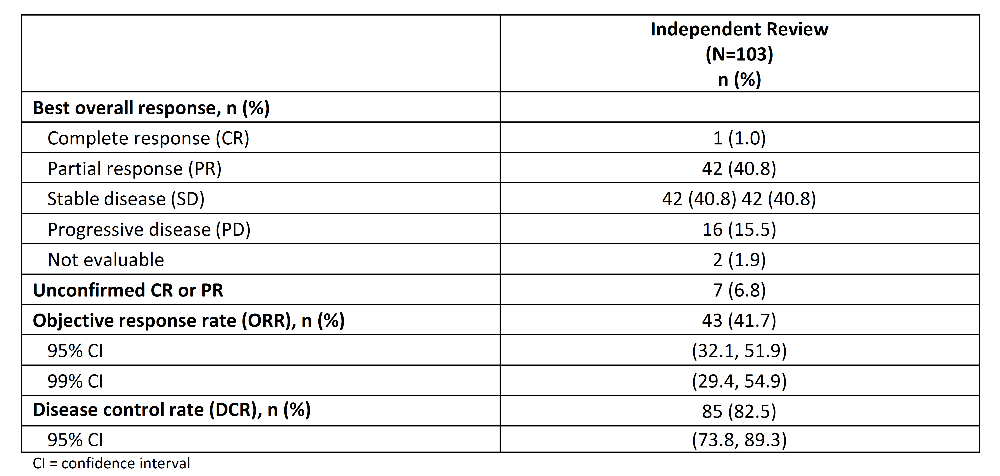 Independent Review
(N=103)
n (%)
Best overall response, n (%)
Complete response (CR) 1 (1.0)
Partial response (PR) 42 (40.8)
Stable disease (SD) 42 (40.8) 42 (40.8)
Progressive disease (PD) 16 (15.5)
Not evaluable 2 (1.9)
Unconfirmed CR or PR 7 (6.8)
Objective response rate (ORR), n (%) 43 (41.7)
95% CI (32.1, 51.9)
99% CI (29.4, 54.9)
Disease control rate (DCR), n (%) 85 (82.5)
95% CI (73.8, 89.3)
CI = confidence interval